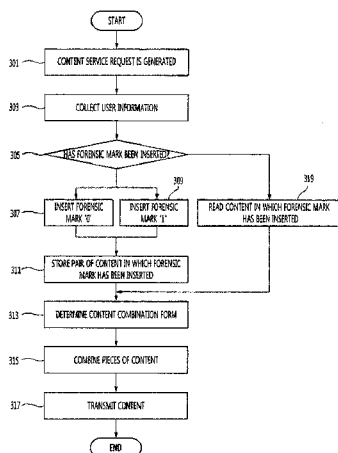 START
301
CONTENT SERVICE REQUEST IS GENERATED
303
COLLECT USER INFORMATION
305
HAS FORENSIC MARK BEEN INSERTED?
309
319
307
INSERT FORENSIC
MARK '0'
INSERT FORENSIC
MARK '1'
READ CONTENT IN WHICH FORENSIC MARK
HAS BEEN INSERTED
311
STORE PAIR OF CONTENT IN WHICH FORENSIC
MARK HAS BEEN INSERTED
313
DETERMINE CONTENT COMBINATION FORM
315
COMBINE PIECES OF CONTENT
317
TRANSMIT CONTENT
END